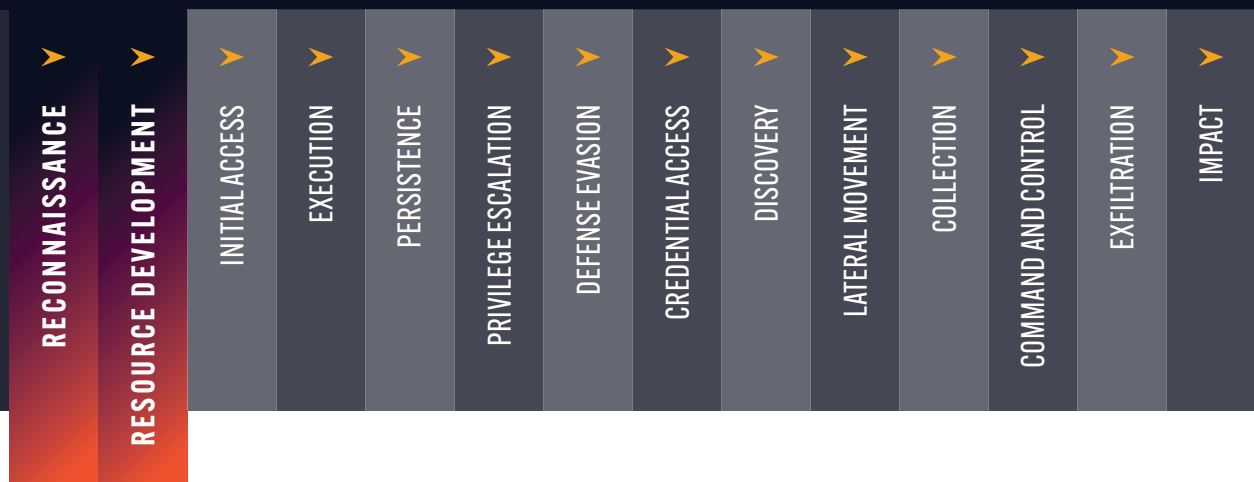 RECONNAISSANCE
RESOURCE DEVELOPMENT
INITIAL ACCESS
EXECUTION
PERSISTENCE
PRIVILEGE ESCALATION
DEFENSE EVASION
CREDENTIAL ACCESS
DISCOVERY
LATERAL MOVEMENT
COLLECTION
COMMAND AND CONTROL
EXFILTRATION
IMPACT